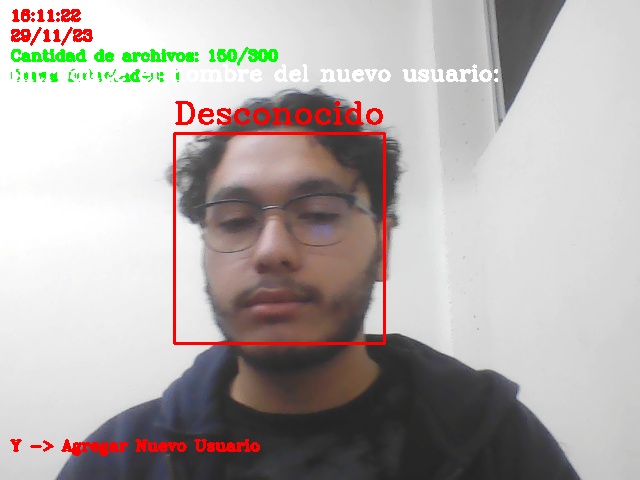 16:11:22
29/11/23
Cantidad de archivos: 150/300
nombre del nuevo usuario:
Desconocido
Y -> Agregar Nuevo Usuario